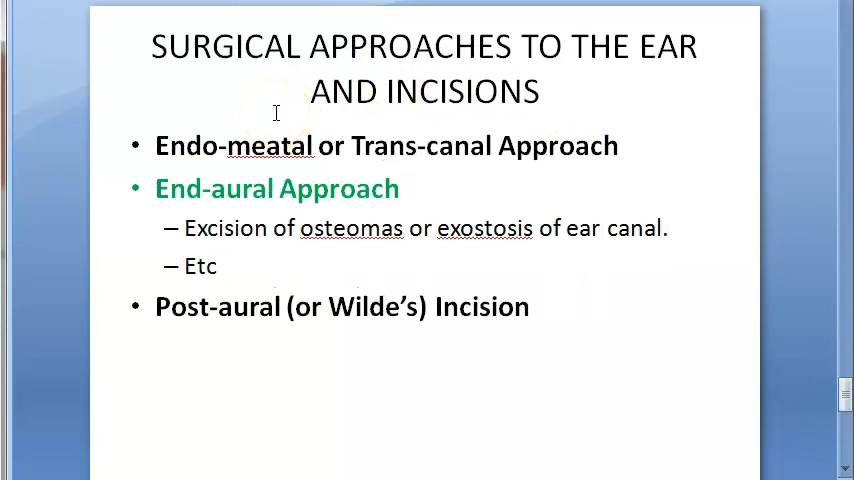 SURGICAL APPROACHES TO THE EAR
AND INCISIONS
• Endo-meatal or Trans-canal Approach
• End-aural Approach
– Excision of osteomas or exostosis of ear canal.
– Etc
• Post-aural (or Wilde’s) Incision